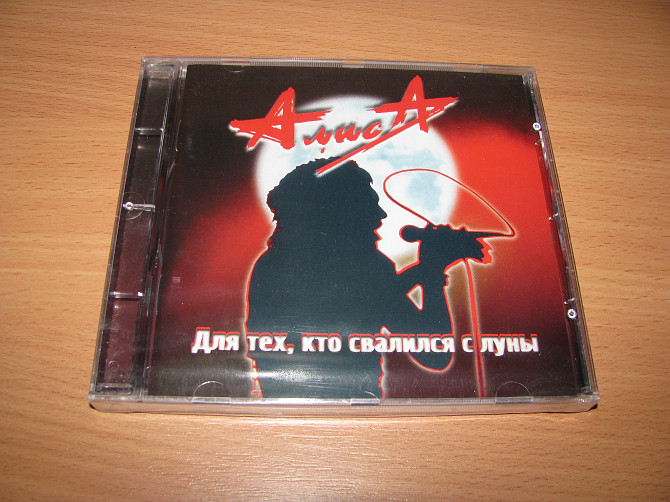 АлисА
Для тех, кто свалился с луны